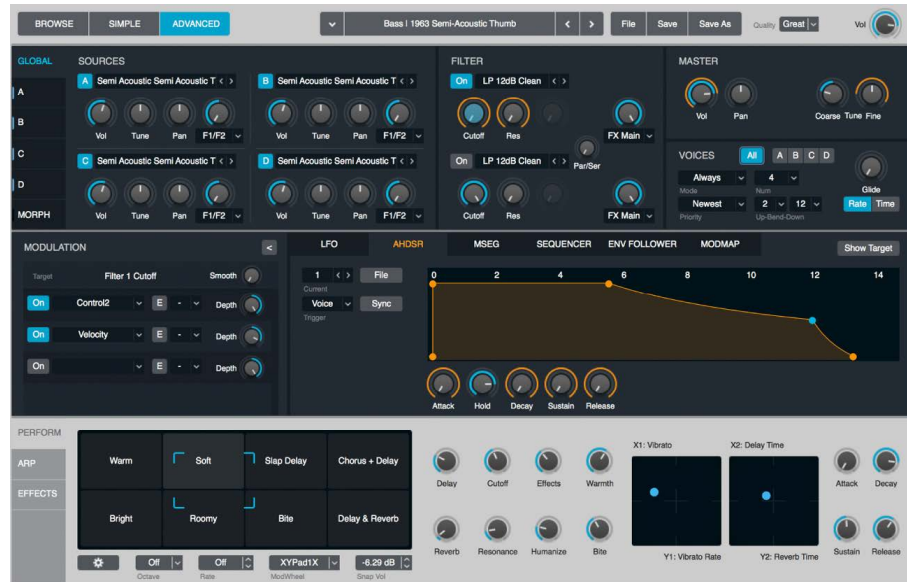 BROWSE SIMPLE ADVANCED Bass | 1963 Semi-Acoustic Thumb < > File Save Save As Quality Great Vol
GLOBAL SOURCES FILTER MASTER
A Semi Acoustic Semi Acoustic T < > B Semi Acoustic Semi Acoustic T < > On LP 12dB Clean < >
A
B
Vol Tune Pan F1/F2 Vol Tune Pan F1/F2 Cutoff Res FX Main Vol Pan Coarse Tune Fine
C
C Semi Acoustic Semi Acoustic T < > D Semi Acoustic Semi Acoustic T < > On LP 12dB Clean < > Par/Ser VOICES All A B C D
Always 4
D
Mode Num Glide
MORPH Vol Tune Pan F1/F2 Vol Tune Pan F1/F2 Cutoff Res FX Main Newest 2 12 Rate Time
Priority Up-Bend-Down
MODULATION < LFO AHDSR MSEG SEQUENCER ENV FOLLOWER MODMAP Show Target
Target Filter 1 Cutoff Smooth 1 < > File 0 2 4 6 8 10 12 14
Current
On Control2 E - Depth Voice Sync
Trigger
On Velocity E - Depth
On E - Depth
Attack Hold Decay Sustain Release
PERFORM
ARP
EFFECTS
Warm Soft Slap Delay Chorus + Delay
Bright Roomy Bite Delay & Reverb
Off Off XYPad1X -6.29 dB
Octave Rate ModWheel Snap Vol
Delay Cutoff Effects Warmth
Reverb Resonance Humanize Bite
X1: Vibrato X2: Delay Time
Y1: Vibrato Rate Y2: Reverb Time
Attack Decay
Sustain Release